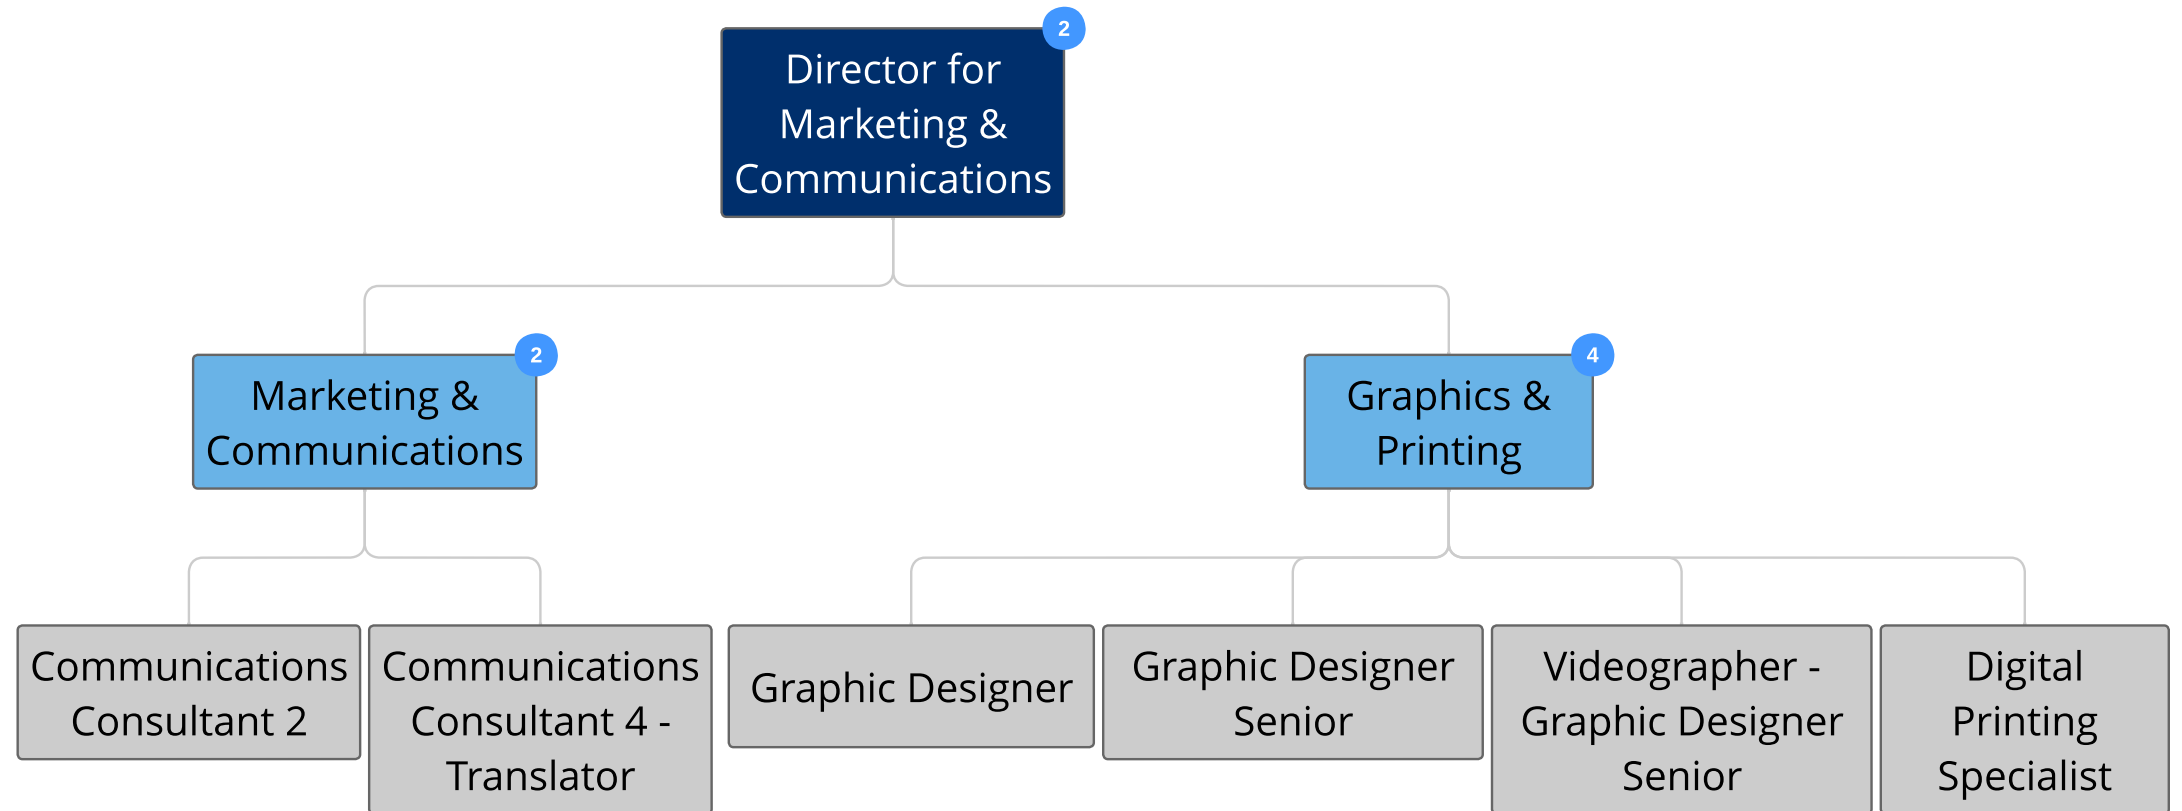 2
Director for
Marketing &
Communications
2
Marketing &
Communications
4
Graphics &
Printing
Communications
Consultant 2
Communications
Consultant 4 -
Translator
Graphic Designer
Graphic Designer
Senior
Videographer -
Graphic Designer
Senior
Digital
Printing
Specialist